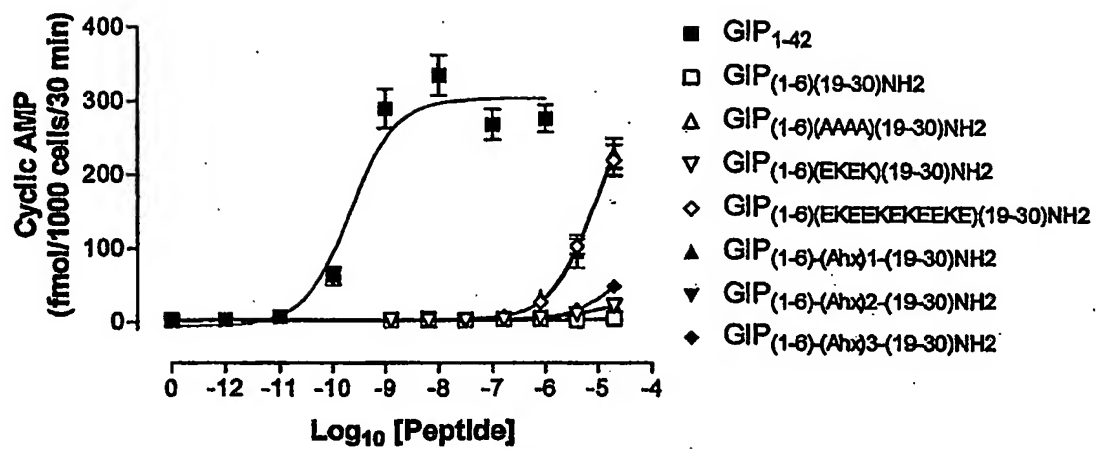 Cyclic AMP
(fmol/1000 cells/30 min)
400
300
200
100
0
0 -12 -11 -10 -9 -8 -7 -6 -5 -4
Log10 [Peptide]
GIP1-42
GIP(1-6)(19-30)NH2
GIP(1-6)(AAAA)(19-30)NH2
GIP(1-6)(EKEK)(19-30)NH2
GIP(1-6)(EKEEKEKEEKE)(19-30)NH2
GIP(1-6)-(Ahx)1-(19-30)NH2
GIP(1-6)-(Ahx)2-(19-30)NH2
GIP(1-6)-(Ahx)3-(19-30)NH2